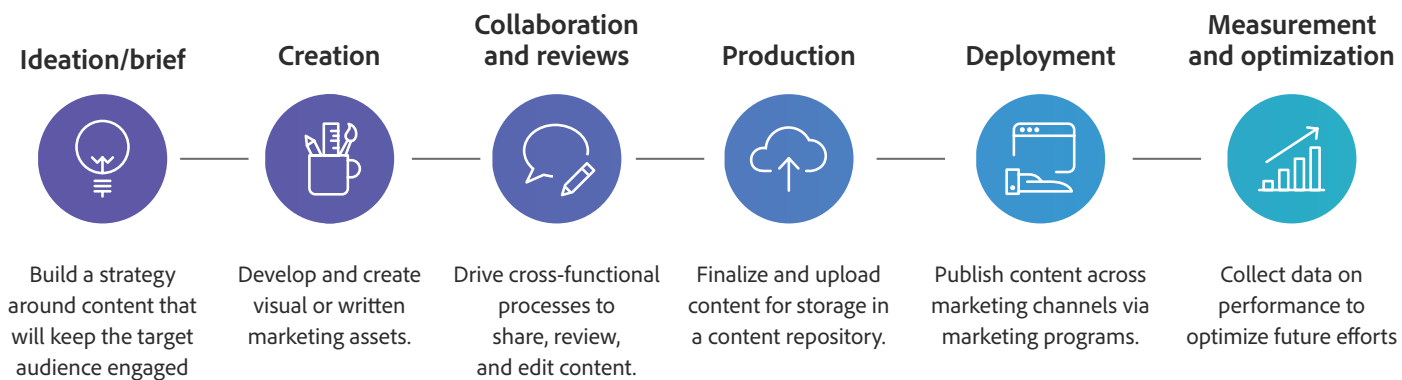 Ideation/brief
Build a strategy
around content that
will keep the target
audience engaged
Creation
Develop and create
visual or written
marketing assets.
Collaboration
and reviews
Drive cross-functional
processes to
share, review,
and edit content.
Production
Finalize and upload
content for storage in
a content repository.
Deployment
Publish content across
marketing channels via
marketing programs.
Measurement
and optimization
Collect data on
performance to
optimize future efforts